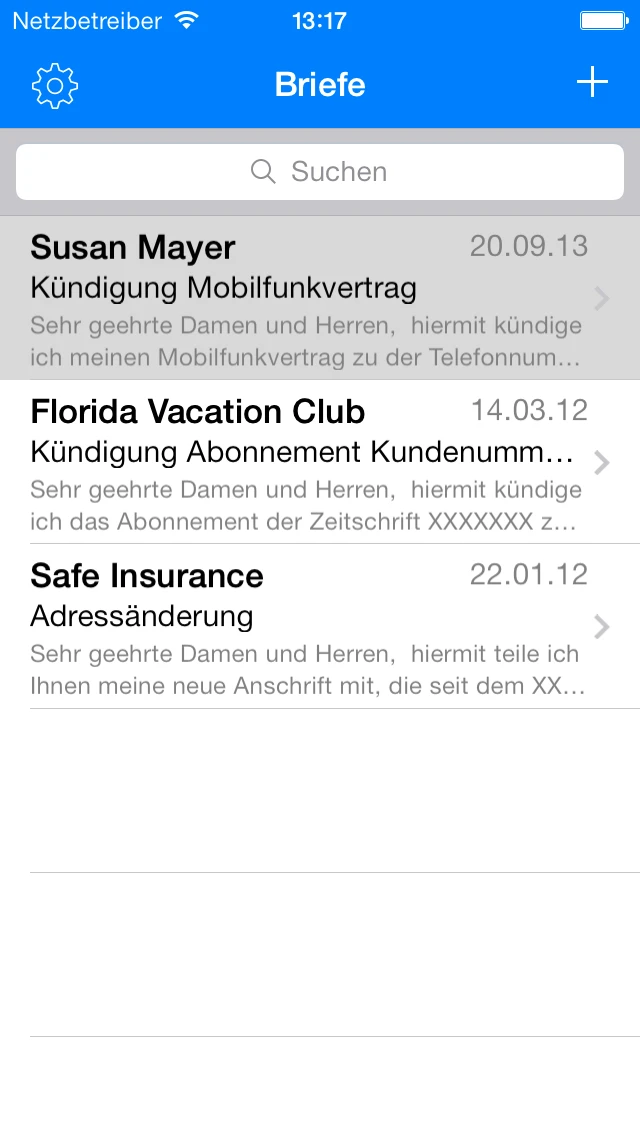 Netzbetreiber 13:17
Briefe
Suchen
Susan Mayer 20.09.13
Kündigung Mobilfunkvertrag
Sehr geehrte Damen und Herren,  hiermit kündige
ich meinen Mobilfunkvertrag zu der Telefonnum…
Florida Vacation Club 14.03.12
Kündigung Abonnement Kundenumm…
Sehr geehrte Damen und Herren,  hiermit kündige
ich das Abonnement der Zeitschrift XXXXXXX z…
Safe Insurance 22.01.12
Adressänderung
Sehr geehrte Damen und Herren,  hiermit teile ich
Ihnen meine neue Anschrift mit, die seit dem XX…